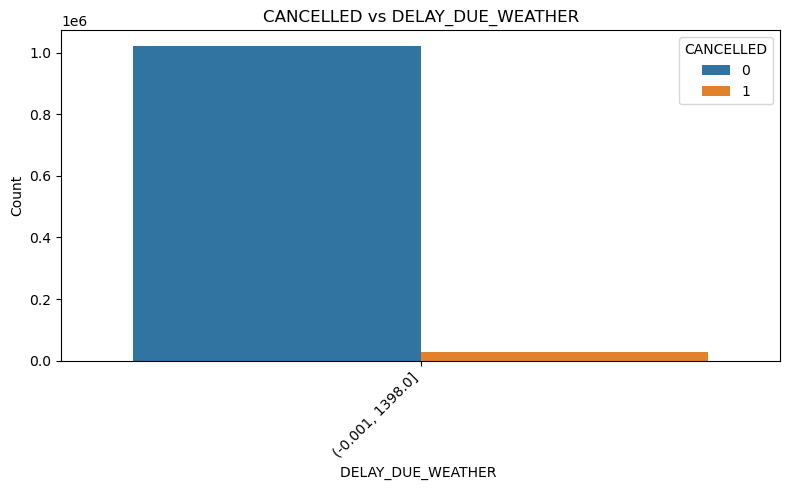 CANCELLED vs DELAY_DUE_WEATHER
1e6
CANCELLED
0
1
1.0
0.8
0.6
0.4
0.2
0.0
Count
(-0.001, 1398.0]
DELAY_DUE_WEATHER